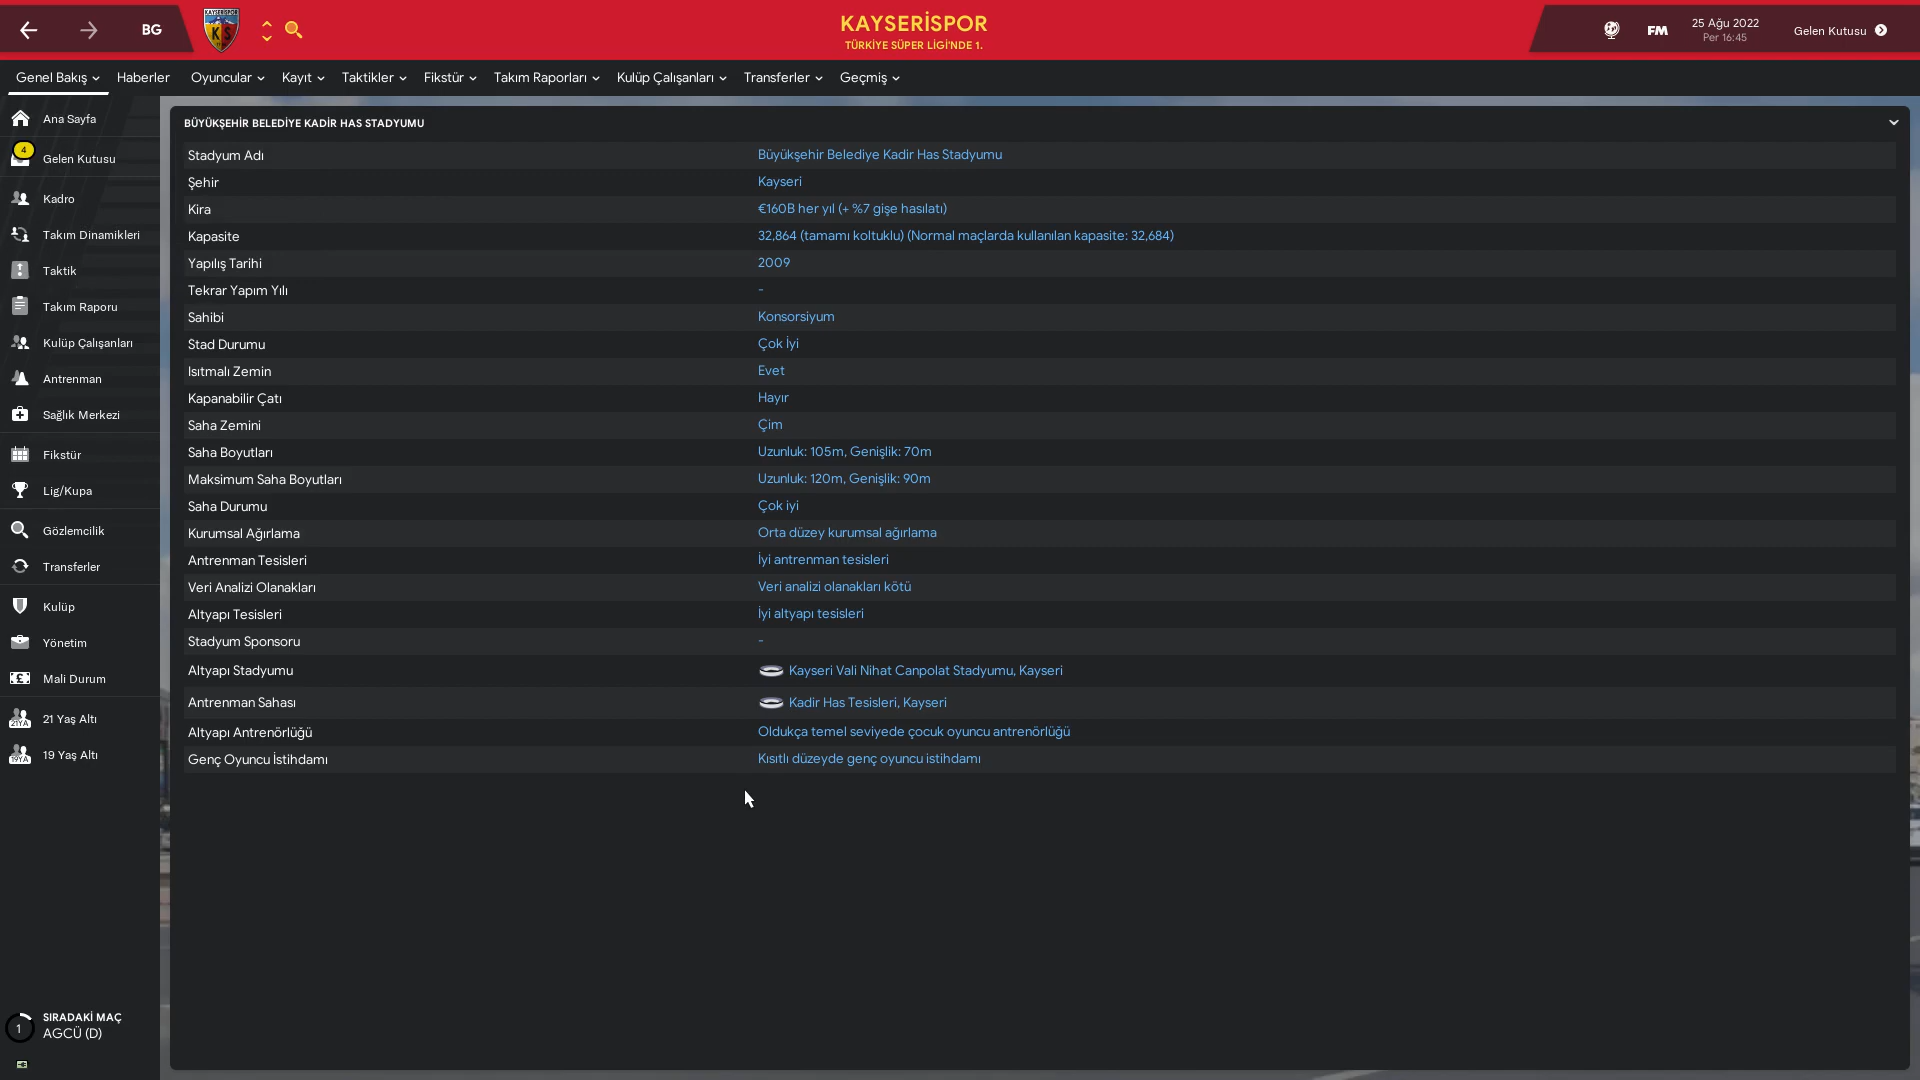 BG
KAYSERİSPOR
KS
KAYSERİSPOR
TÜRKİYE SÜPER LİGİ'NDE 1.
FM
25 Ağu 2022
Per 16:45
Gelen Kutusu
Genel Bakış
Haberler
Oyuncular
Kayıt
Taktikler
Fikstür
Takım Raporları
Kulüp Çalışanları
Transferler
Geçmiş
Ana Sayfa
4
Gelen Kutusu
Kadro
Takım Dinamikleri
Taktik
Takım Raporu
Kulüp Çalışanları
Antrenman
Sağlık Merkezi
Fikstür
Lig/Kupa
Gözlemcilik
Transferler
Kulüp
Yönetim
Mali Durum
21YA
21 Yaş Altı
19YA
19 Yaş Altı
1
SIRADAKİ MAÇ
AGCÜ (D)
BÜYÜKŞEHİR BELEDİYE KADİR HAS STADYUMU
Stadyum Adı Büyükşehir Belediye Kadir Has Stadyumu
Şehir Kayseri
Kira €160B her yıl (+ %7 gişe hasılatı)
Kapasite 32,864 (tamamı koltuklu) (Normal maçlarda kullanılan kapasite: 32,684)
Yapılış Tarihi 2009
Tekrar Yapım Yılı -
Sahibi Konsorsiyum
Stad Durumu Çok İyi
Isıtmalı Zemin Evet
Kapanabilir Çatı Hayır
Saha Zemini Çim
Saha Boyutları Uzunluk: 105m, Genişlik: 70m
Maksimum Saha Boyutları Uzunluk: 120m, Genişlik: 90m
Saha Durumu Çok iyi
Kurumsal Ağırlama Orta düzey kurumsal ağırlama
Antrenman Tesisleri İyi antrenman tesisleri
Veri Analizi Olanakları Veri analizi olanakları kötü
Altyapı Tesisleri İyi altyapı tesisleri
Stadyum Sponsoru -
Altyapı Stadyumu Kayseri Vali Nihat Canpolat Stadyumu, Kayseri
Antrenman Sahası Kadir Has Tesisleri, Kayseri
Altyapı Antrenörlüğü Oldukça temel seviyede çocuk oyuncu antrenörlüğü
Genç Oyuncu İstihdamı Kısıtlı düzeyde genç oyuncu istihdamı